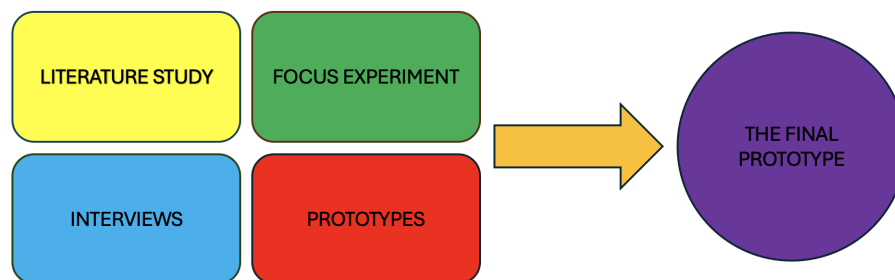 LITERATURE STUDY
FOCUS EXPERIMENT
INTERVIEWS
PROTOTYPES
THE FINAL
PROTOTYPE